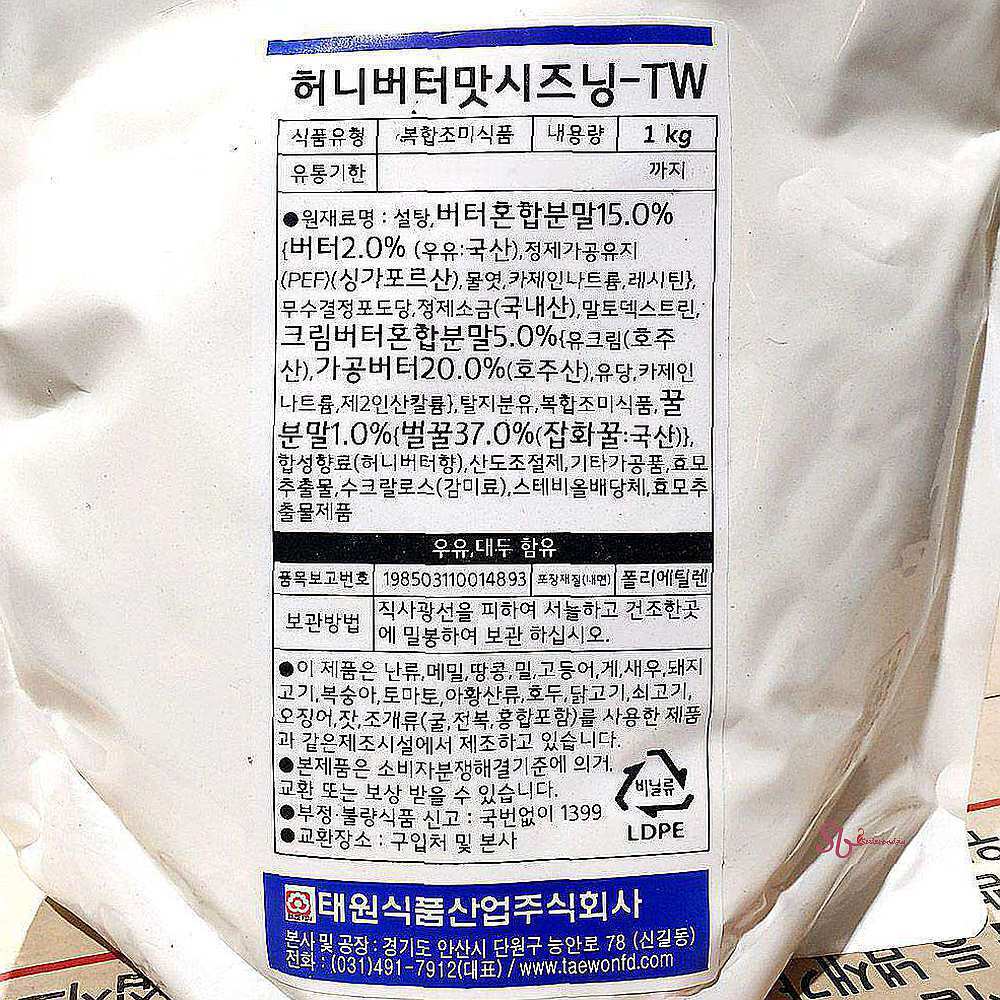 허니버터맛시즈닝-TW
식품유형 복합조미식품 내용량 1 kg
유통기한 까지
●원재료명 : 설탕,버터혼합분말15.0%
{버터2.0% (우유:국산),정제가공유지
(PEF)(싱가포르산),물엿,카제인나트륨,레시틴},
무수결정포도당,정제소금(국내산),말토덱스트린,
크림버터혼합분말5.0%{유크림(호주
산),가공버터20.0%(호주산),유당,카제인
나트륨,제2인산칼륨},탈지분유,복합조미식품,꿀
분말1.0%{벌꿀37.0%(잡화꿀:국산)},
합성향료(허니버터향),산도조절제,기타가공품,효모
추출물,수크랄로스(감미료),스테비올배당체,효모추
출물제품
우유,대두 함유
품목보고번호 198503110014893 포장재질(내면) 폴리에틸렌
보관방법 직사광선을 피하여 서늘하고 건조한곳
에 밀봉하여 보관 하십시오.
●이 제품은 난류,메밀,땅콩,밀,고등어,게,새우,돼지
고기,복숭아,토마토,아황산류,호두,닭고기,쇠고기,
오징어,잣,조개류(굴,전복,홍합포함)를 사용한 제품
과 같은제조시설에서 제조하고 있습니다.
●본제품은 소비자분쟁해결기준에 의거,
교환 또는 보상 받을 수 있습니다.
●부정·불량식품 신고 : 국번없이 1399
●교환장소 : 구입처 및 본사
비닐류
LDPE
태원식품산업주식회사
본사 및 공장 : 경기도 안산시 단원구 능안로 78 (신길동)
전화 : (031)491-7912(대표) / www.taewonfd.com